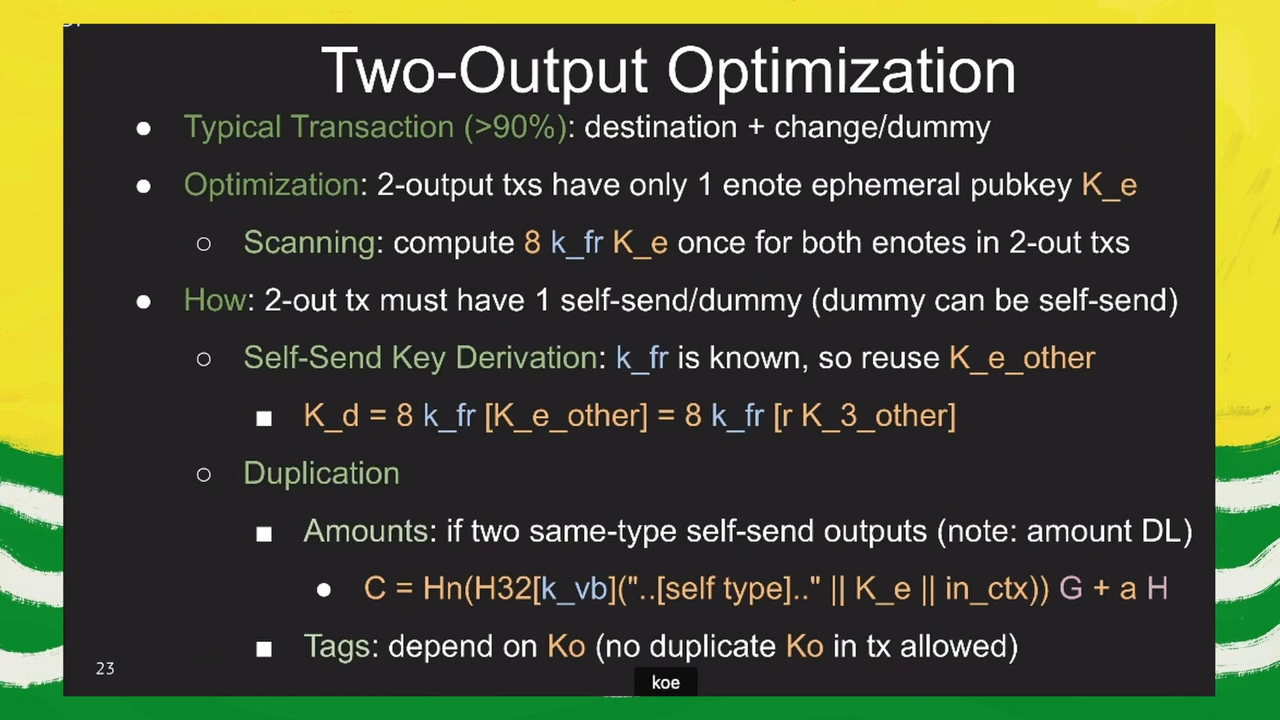 Two-Output Optimization
● Typical Transaction (>90%): destination + change/dummy
● Optimization: 2-output txs have only 1 enote ephemeral pubkey K_e
○ Scanning: compute 8 k_fr K_e once for both enotes in 2-out txs
● How: 2-out tx must have 1 self-send/dummy (dummy can be self-send)
○ Self-Send Key Derivation: k_fr is known, so reuse K_e_other
■ K_d = 8 k_fr [K_e_other] = 8 k_fr [r K_3_other]
○ Duplication
■ Amounts: if two same-type self-send outputs (note: amount DL)
● C = Hn(H32[k_vb]("..[self type].." || K_e || in_ctx)) G + a H
■ Tags: depend on Ko (no duplicate Ko in tx allowed)
23
koe